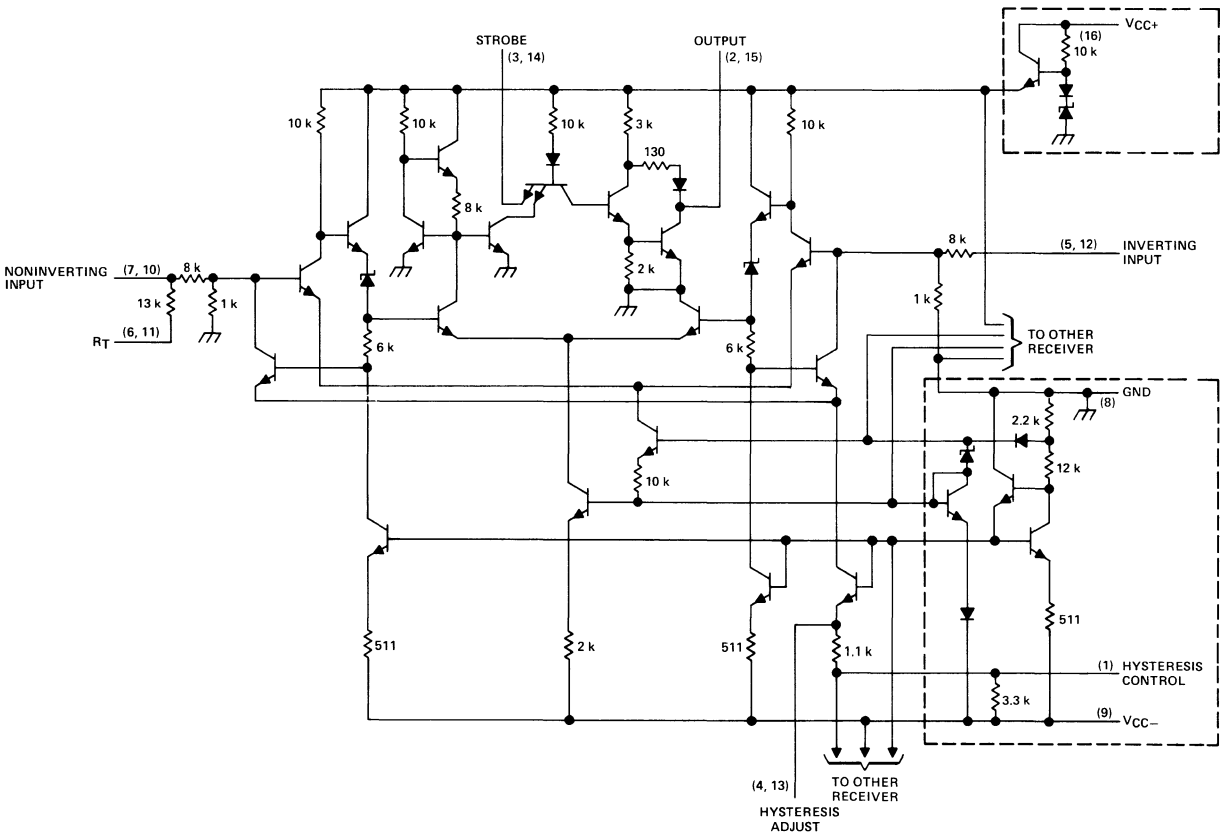 VCC+
(16)
10 k
STROBE
(3, 14)
OUTPUT
(2, 15)
10 k
10 k
10 k
3 k
10 k
130
8 k
2 k
NONINVERTING
INPUT
(7, 10)
8 k
13 k
1 k
RT
(6, 11)
8 k
(5, 12)
INVERTING
INPUT
1 k
6 k
6 k
TO OTHER
RECEIVER
GND
(8)
2.2 k
12 k
10 k
511
2 k
511
1.1 k
511
(1)
HYSTERESIS
CONTROL
3.3 k
(9)
VCC−
(4, 13)
HYSTERESIS
ADJUST
TO OTHER
RECEIVER